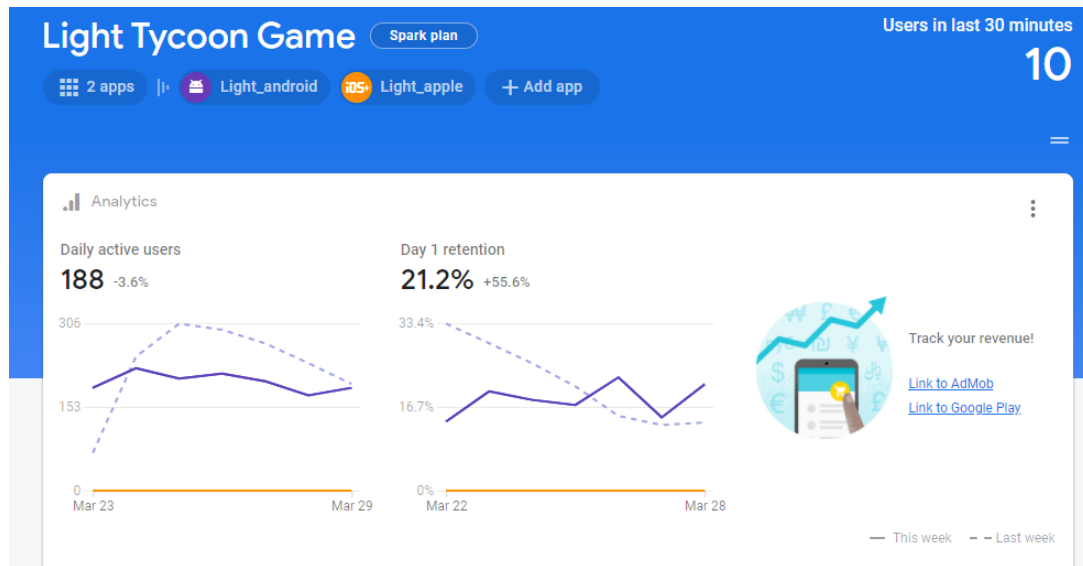 Light Tycoon Game
Spark plan
Users in last 30 minutes
10
2 apps
Light_android
iOS+
Light_apple
+ Add app
Analytics
Daily active users
188 -3.6%
306
153
0
Mar 23
Mar 29
Day 1 retention
21.2% +55.6%
33.4%
16.7%
0%
Mar 22
Mar 28
Track your revenue!
Link to AdMob
Link to Google Play
This week
Last week